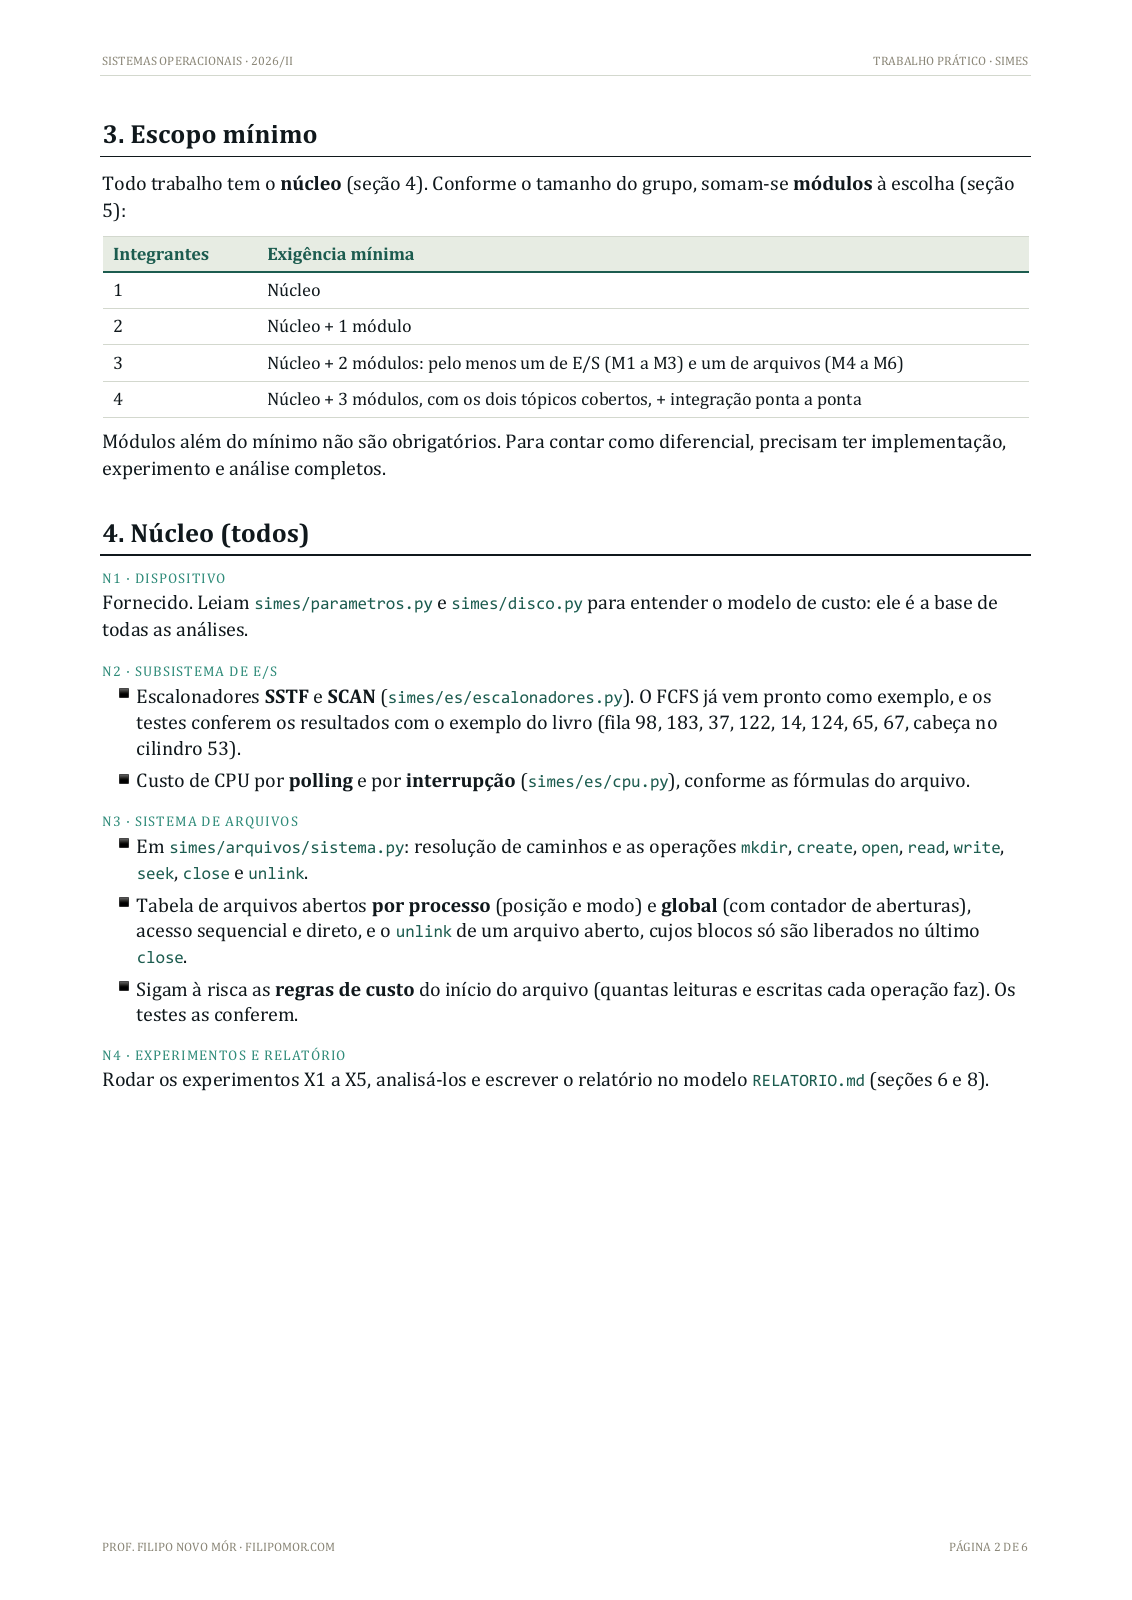 SISTEMAS OPERACIONAIS · 2026/II TRABALHO PRÁTICO · SIMES
3. Escopo mínimo
Todo trabalho tem o núcleo (seção 4). Conforme o tamanho do grupo, somam-se módulos à escolha (seção
5):
Integrantes Exigência mínima
1 Núcleo
2 Núcleo + 1 módulo
3 Núcleo + 2 módulos: pelo menos um de E/S (M1 a M3) e um de arquivos (M4 a M6)
4 Núcleo + 3 módulos, com os dois tópicos cobertos, + integração ponta a ponta
Módulos além do mínimo não são obrigatórios. Para contar como diferencial, precisam ter implementação,
experimento e análise completos.
4. Núcleo (todos)
N1 · DISPOSITIVO
Fornecido. Leiam simes/parametros.py e simes/disco.py para entender o modelo de custo: ele é a base de
todas as análises.
N2 · SUBSISTEMA DE E/S
■ Escalonadores SSTF e SCAN (simes/es/escalonadores.py). O FCFS já vem pronto como exemplo, e os
testes conferem os resultados com o exemplo do livro (fila 98, 183, 37, 122, 14, 124, 65, 67, cabeça no
cilindro 53).
■ Custo de CPU por polling e por interrupção (simes/es/cpu.py), conforme as fórmulas do arquivo.
N3 · SISTEMA DE ARQUIVOS
■ Em simes/arquivos/sistema.py: resolução de caminhos e as operações mkdir, create, open, read, write,
seek, close e unlink.
■ Tabela de arquivos abertos por processo (posição e modo) e global (com contador de aberturas),
acesso sequencial e direto, e o unlink de um arquivo aberto, cujos blocos só são liberados no último
close.
■ Sigam à risca as regras de custo do início do arquivo (quantas leituras e escritas cada operação faz). Os
testes as conferem.
N4 · EXPERIMENTOS E RELATÓRIO
Rodar os experimentos X1 a X5, analisá-los e escrever o relatório no modelo RELATORIO.md (seções 6 e 8).
PROF. FILIPO NOVO MÓR · FILIPOMOR.COM PÁGINA 2 DE 6